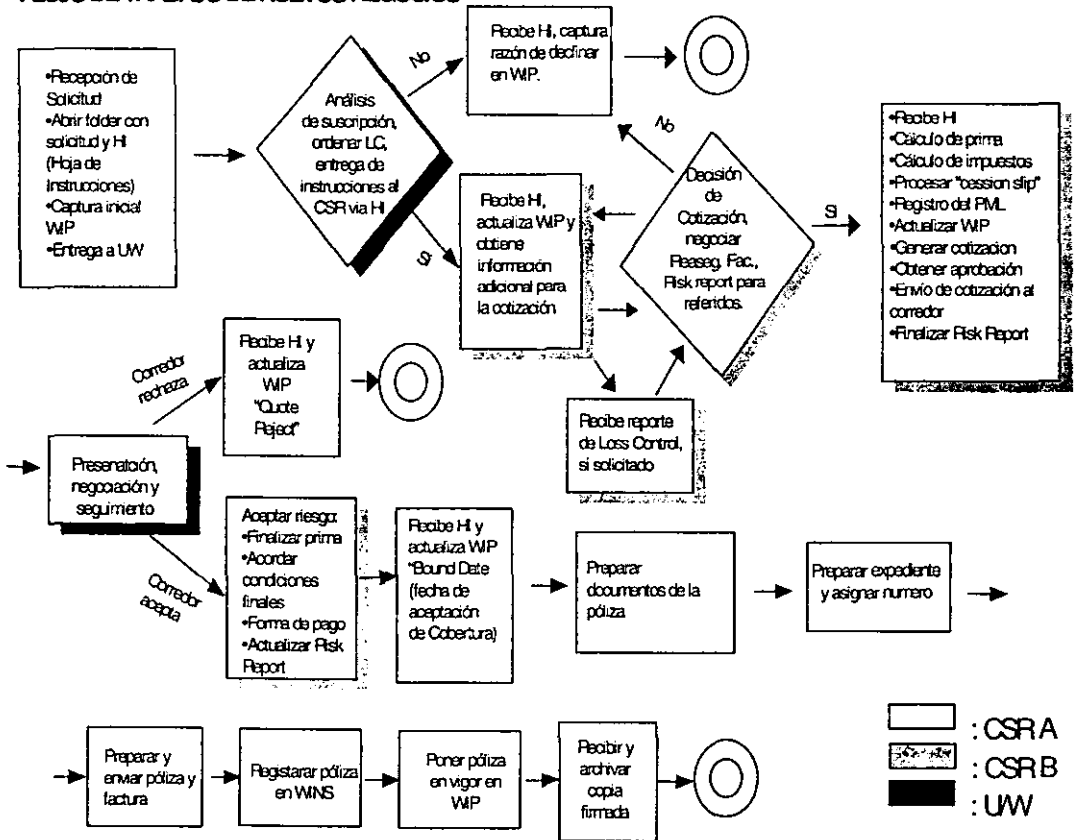 •Recepción de
Solicitud
•Abrir folder con
solicitud y HI
(Hoja de
Instrucciones)
•Captura inicial
WIP
•Entrega a UW
Análisis
de suscripción,
ordenar LC,
entrega de
instrucciones al
CSR via HI
No
Si
Recibe HI, captura
razón de declinar
en WIP.
Recibe HI,
actualiza WIP y
obtiene
información
adicional para
la cotización.
No
Decisión
de
Cotización,
negociar
Reaseg. Fac.,
Risk report para
referidos.
Si
•Recibe HI
•Cálculo de prima
•Cálculo de impuestos
•Procesar "cession slip"
•Registro del PML
•Actualizar WIP
•Generar cotizacion
•Obtener aprobación
•Envío de cotización al
corredor
•Finalizar Risk Report
Recibe reporte
de Loss Control,
si solicitado
Presenatción,
negociación y
seguimiento
Corredor
rechaza
Recibe HI y
actualiza
WIP
"Quote
Reject"
Corredor
acepta
Aceptar riesgo:
•Finalizar prima
•Acordar
condiciones
finales
•Forma de pago
•Actualizar Risk
Report
Recibe HI y
actualiza WIP
"Bound Date
(fecha de
aceptación
de Cobertura)
Preparar
documentos de la
póliza
Preparar expediente
y asignar numero
Preparar y
enviar póliza y
factura
Registarar póliza
en WINS
Poner póliza
en vigor en
WIP
Recibir y
archivar
copia
firmada
: CSR A
: CSR B
: U/W